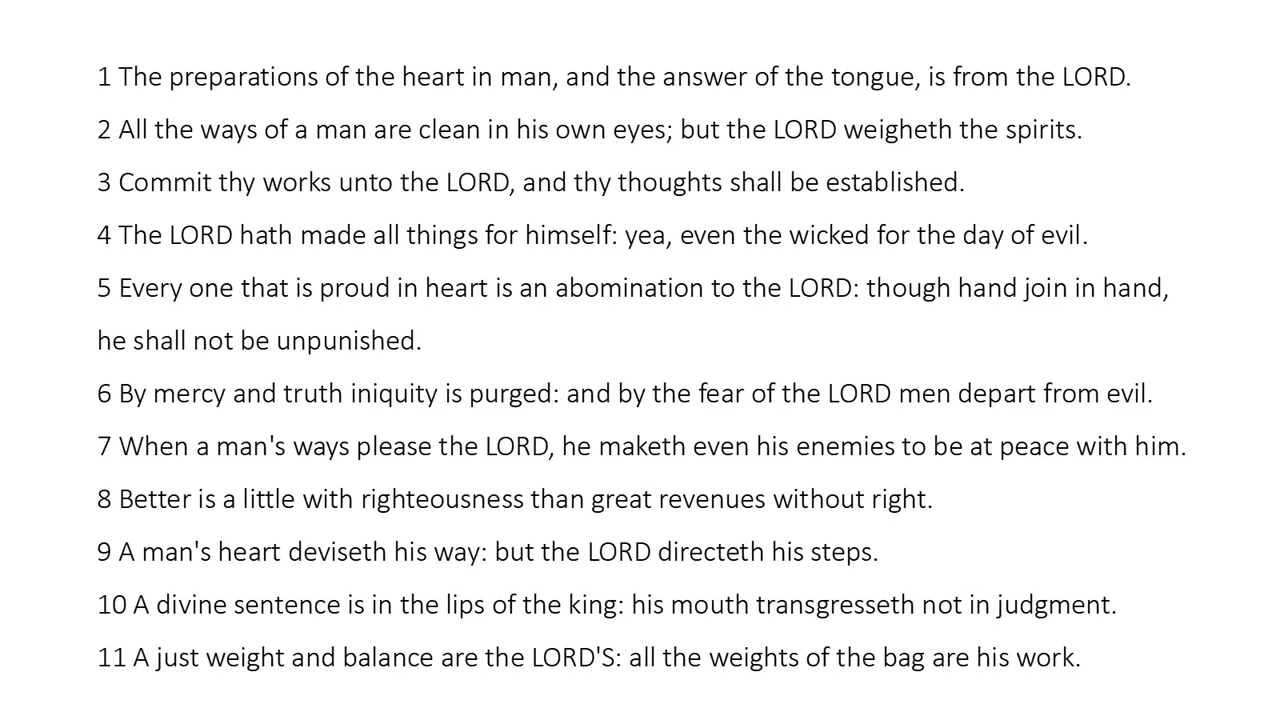 1 The preparations of the heart in man, and the answer of the tongue, is from the LORD.
2 All the ways of a man are clean in his own eyes; but the LORD weigheth the spirits.
3 Commit thy works unto the LORD, and thy thoughts shall be established.
4 The LORD hath made all things for himself: yea, even the wicked for the day of evil.
5 Every one that is proud in heart is an abomination to the LORD: though hand join in hand,
he shall not be unpunished.
6 By mercy and truth iniquity is purged: and by the fear of the LORD men depart from evil.
7 When a man's ways please the LORD, he maketh even his enemies to be at peace with him.
8 Better is a little with righteousness than great revenues without right.
9 A man's heart deviseth his way: but the LORD directeth his steps.
10 A divine sentence is in the lips of the king: his mouth transgresseth not in judgment.
11 A just weight and balance are the LORD'S: all the weights of the bag are his work.